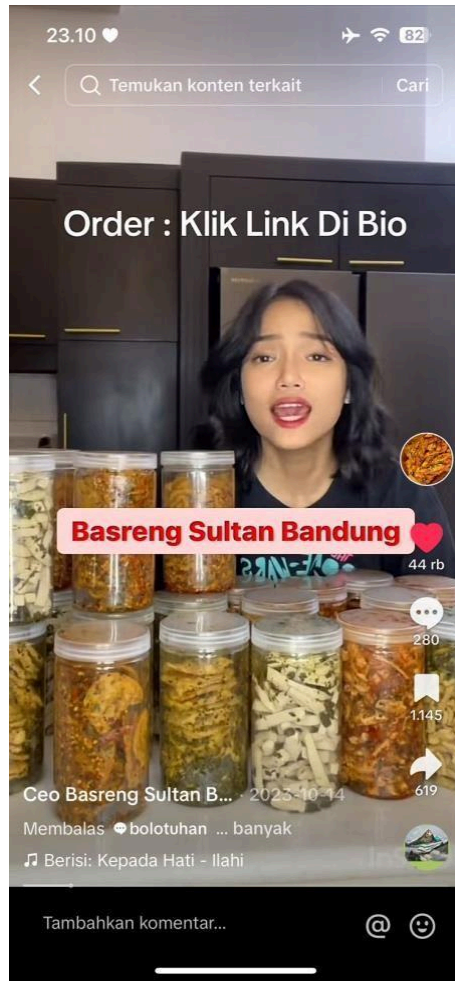 23.10
82
Temukan konten terkait
Cari
Order : Klik Link Di Bio
Basreng Sultan Bandung
44 rb
280
1.145
619
Ceo Basreng Sultan B... · 2023-10-14
Membalas bolotuhan ... banyak
Berisi: Kepada Hati - Ilahi
Tambahkan komentar...
@